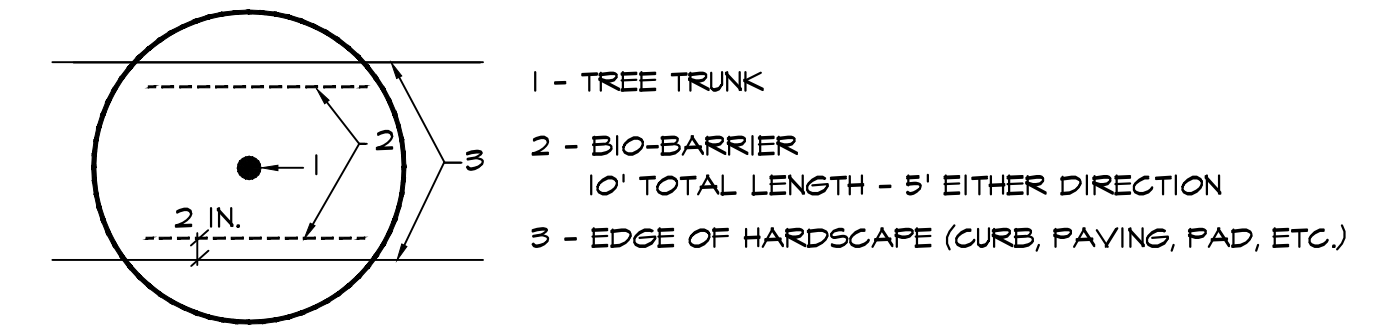 1 - TREE TRUNK
2 - BIO-BARRIER
10' TOTAL LENGTH - 5' EITHER DIRECTION
3 - EDGE OF HARDSCAPE (CURB, PAVING, PAD, ETC.)
2
1
3
2 IN.